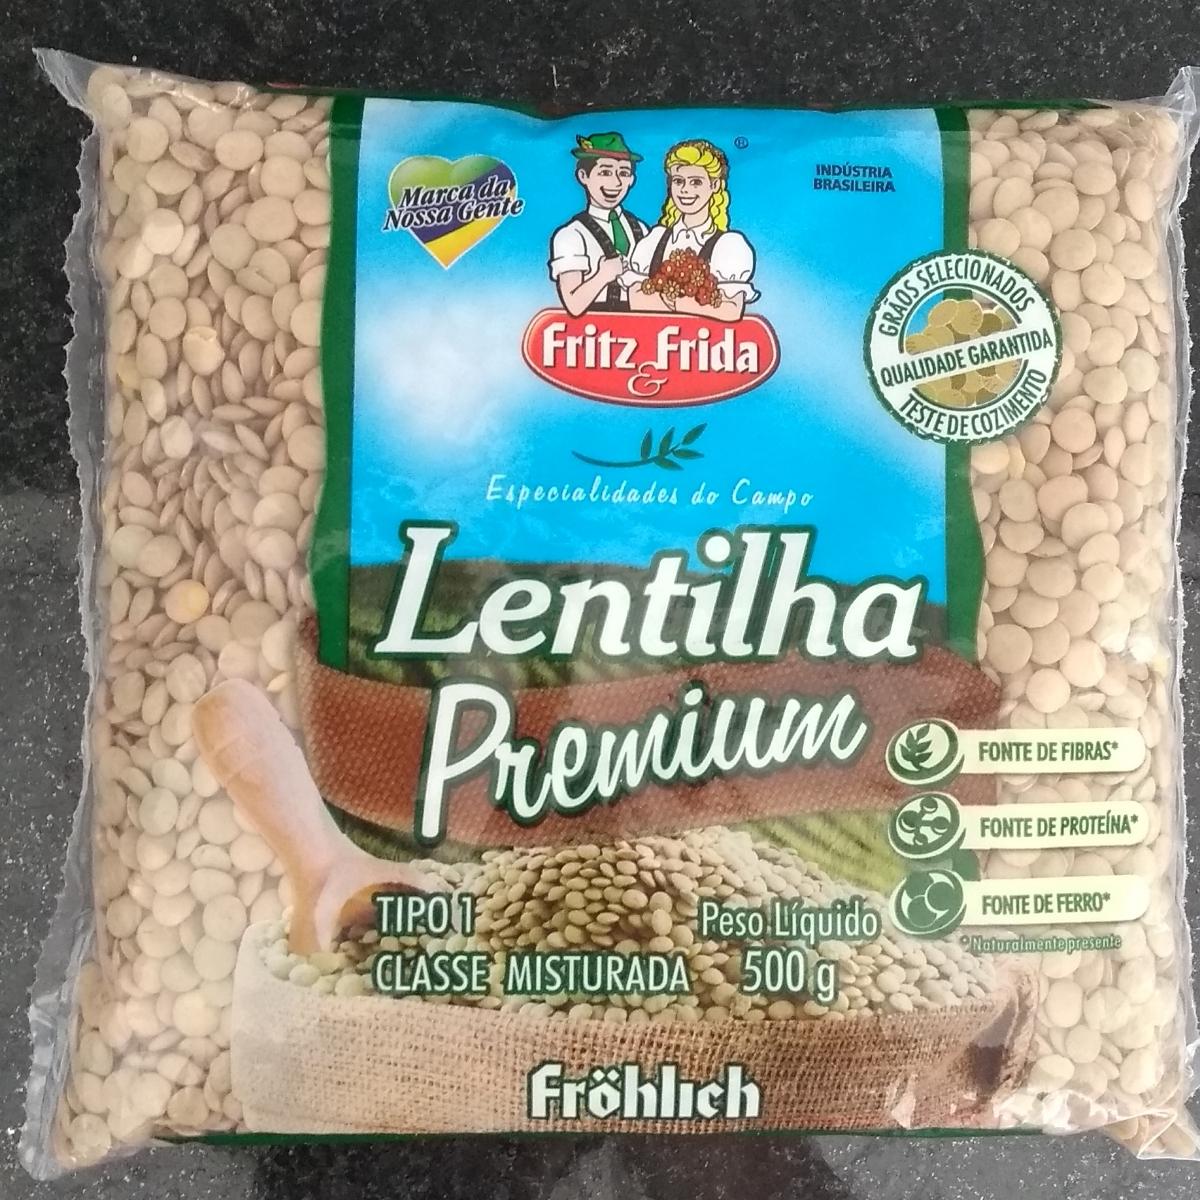 Marca da
Nossa Gente
®
INDÚSTRIA
BRASILEIRA
Fritz & Frida
GRÃOS SELECIONADOS
QUALIDADE GARANTIDA
TESTE DE COZIMENTO
Especialidades do Campo
Lentilha
Premium
FONTE DE FIBRAS*
FONTE DE PROTEÍNA*
FONTE DE FERRO*
*Naturalmente presente
TIPO 1
CLASSE MISTURADA
Peso Líquido
500 g
Fröhlich